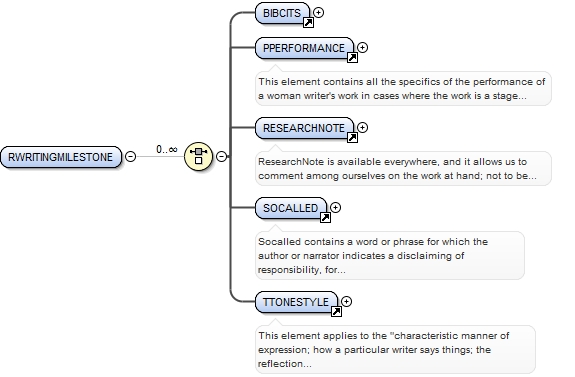 BIBCITS
PPERFORMANCE
This element contains all the specifics of the performance of
a woman writer's work in cases where the work is a stage...
RESEARCHNOTE
RWRITINGMILESTONE
0..∞
ResearchNote is available everywhere, and it allows us to
comment among ourselves on the work at hand; not to be...
SOCALLED
Socalled contains a word or phrase for which the
author or narrator indicates a disclaiming of
responsibility, for...
TTONESTYLE
This element applies to the "characteristic manner of
expression; how a particular writer says things; the
reflection...